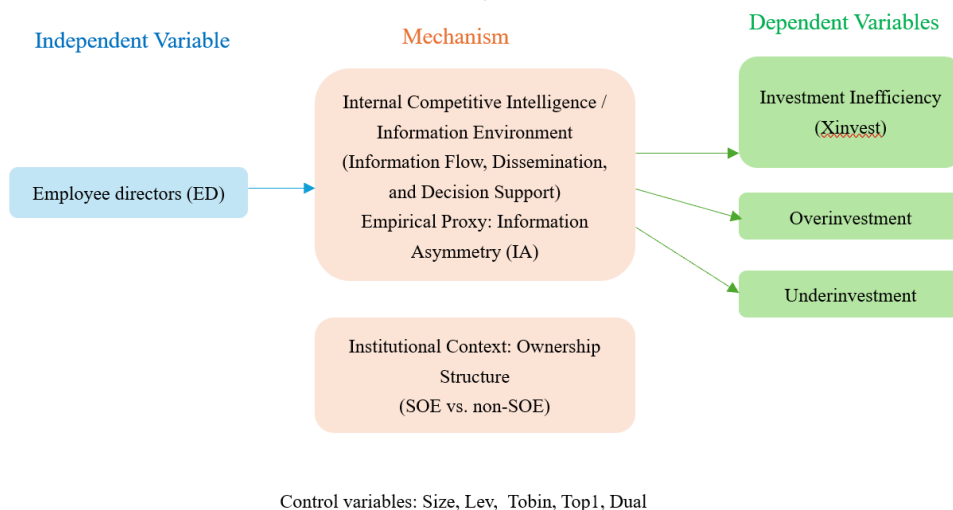 Independent Variable
Mechanism
Dependent Variables
Employee directors (ED)
Internal Competitive Intelligence /
Information Environment
(Information Flow, Dissemination,
and Decision Support)
Empirical Proxy: Information
Asymmetry (IA)
Investment Inefficiency
(Xinvest)
Overinvestment
Underinvestment
Institutional Context: Ownership
Structure
(SOE vs. non-SOE)
Control variables: Size, Lev, Tobin, Top1, Dual